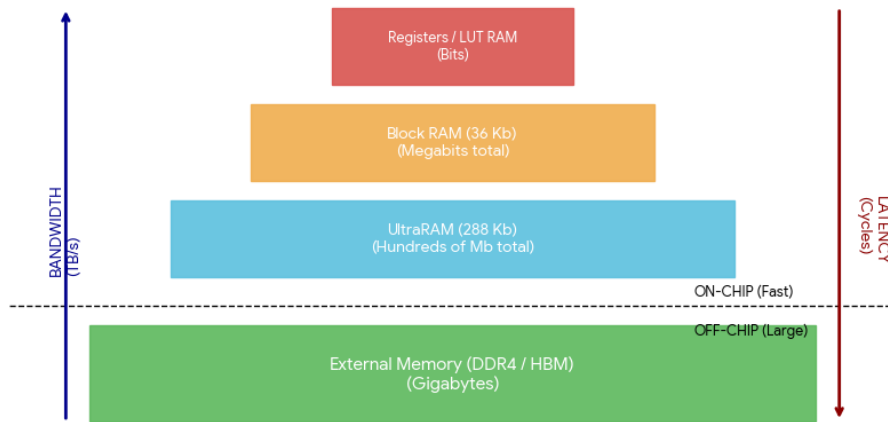 Registers / LUT RAM
(Bits)
Block RAM (36 Kb)
(Megabits total)
BANDWIDTH
(TB/s)
LATENCY
(Cycles)
UltraRAM (288 Kb)
(Hundreds of Mb total)
ON-CHIP (Fast)
OFF-CHIP (Large)
External Memory (DDR4 / HBM)
(Gigabytes)